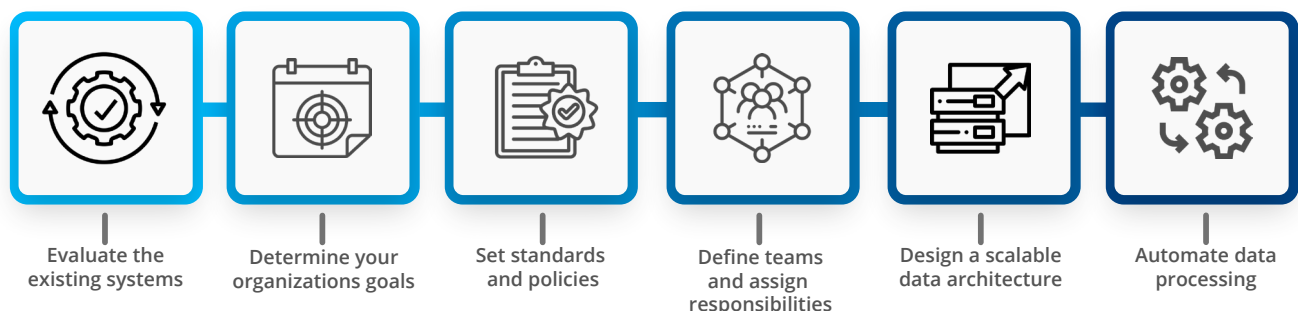 Evaluate the
existing systems
Determine your
organizations goals
Set standards
and policies
Define teams
and assign
responsibilities
Design a scalable
data architecture
Automate data
processing